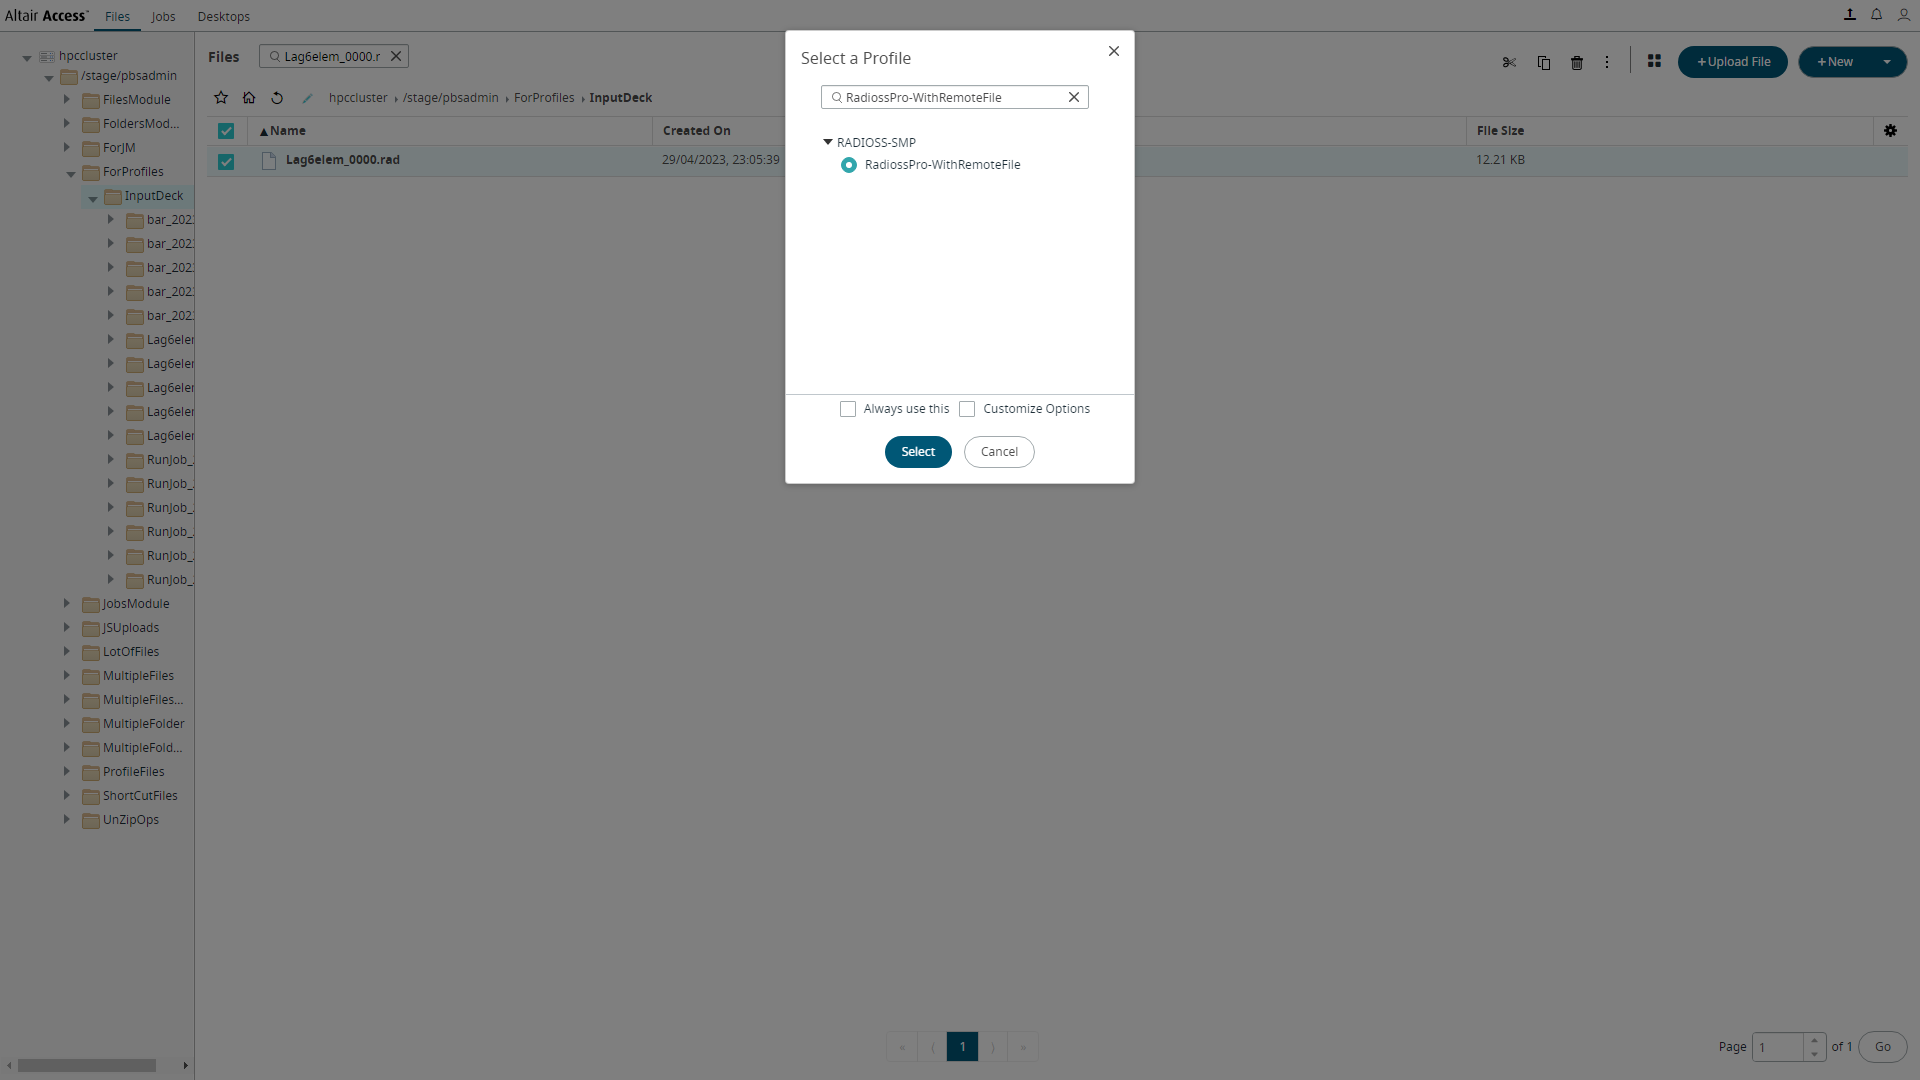 Altair Access™ Files Jobs Desktops
hpccluster
/stage/pbsadmin
FilesModule
FoldersMod...
ForJM
ForProfiles
InputDeck
bar_202
bar_202
bar_202
bar_202
bar_202
Lag6eler
Lag6eler
Lag6eler
Lag6eler
Lag6eler
RunJob_
RunJob_
RunJob_
RunJob_
RunJob_
RunJob_
JobsModule
JSUploads
LotOfFiles
MultipleFiles
MultipleFiles...
MultipleFolder
MultipleFold...
ProfileFiles
ShortCutFiles
UnZipOps
Files Lag6elem_0000.r
+Upload File +New
hpccluster › /stage/pbsadmin › ForProfiles › InputDeck
Name Created On File Size
Lag6elem_0000.rad 29/04/2023, 23:05:39 12.21 KB
Select a Profile
RadiossPro-WithRemoteFile
RADIOSS-SMP
RadiossPro-WithRemoteFile
Always use this Customize Options
Select Cancel
1
Page 1 of 1 Go